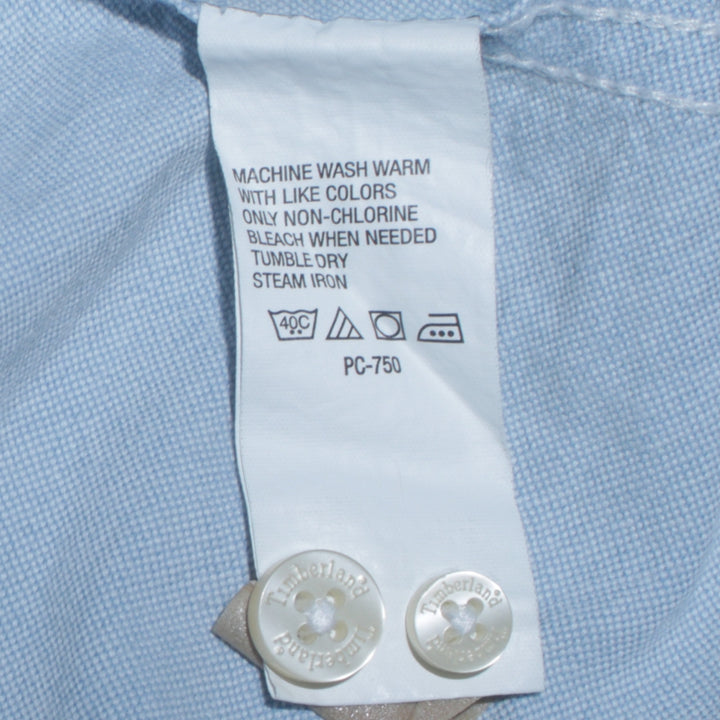 MACHINE WASH WARM
WITH LIKE COLORS
ONLY NON-CHLORINE
BLEACH WHEN NEEDED
TUMBLE DRY
STEAM IRON
40C
PC-750
Timberland
Timberland®
Timberland
Timberland